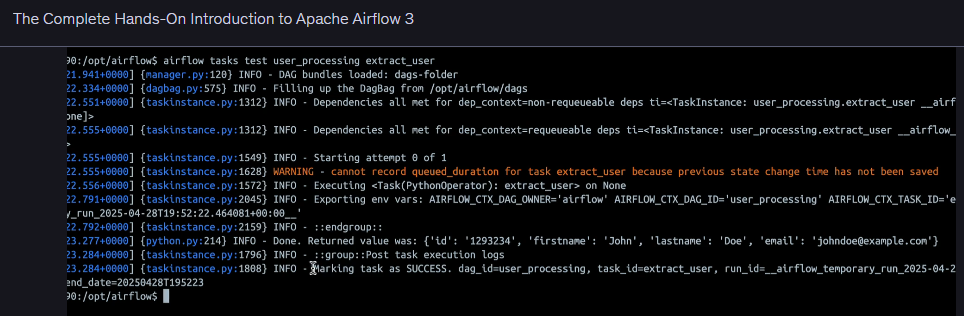 The Complete Hands-On Introduction to Apache Airflow 3
90:/opt/airflow$ airflow tasks test user_processing extract_user
21.941+0000] {manager.py:120} INFO - DAG bundles loaded: dags-folder
22.334+0000] {dagbag.py:575} INFO - Filling up the DagBag from /opt/airflow/dags
22.551+0000] {taskinstance.py:1312} INFO - Dependencies all met for dep_context=non-requeueable deps ti=<TaskInstance: user_processing.extract_user __airf
one]>
22.555+0000] {taskinstance.py:1312} INFO - Dependencies all met for dep_context=requeueable deps ti=<TaskInstance: user_processing.extract_user __airflow_
>
22.555+0000] {taskinstance.py:1549} INFO - Starting attempt 0 of 1
22.555+0000] {taskinstance.py:1628} WARNING - cannot record queued_duration for task extract_user because previous state change time has not been saved
22.556+0000] {taskinstance.py:1572} INFO - Executing <Task(PythonOperator): extract_user> on None
22.791+0000] {taskinstance.py:2045} INFO - Exporting env vars: AIRFLOW_CTX_DAG_OWNER='airflow' AIRFLOW_CTX_DAG_ID='user_processing' AIRFLOW_CTX_TASK_ID='e
y_run_2025-04-28T19:52:22.464081+00:00__'
22.792+0000] {taskinstance.py:2159} INFO - ::endgroup::
23.277+0000] {python.py:214} INFO - Done. Returned value was: {'id': '1293234', 'firstname': 'John', 'lastname': 'Doe', 'email': 'johndoe@example.com'}
23.284+0000] {taskinstance.py:1796} INFO - ::group::Post task execution logs
23.284+0000] {taskinstance.py:1808} INFO - Marking task as SUCCESS. dag_id=user_processing, task_id=extract_user, run_id=__airflow_temporary_run_2025-04-2
end_date=20250428T195223
90:/opt/airflow$